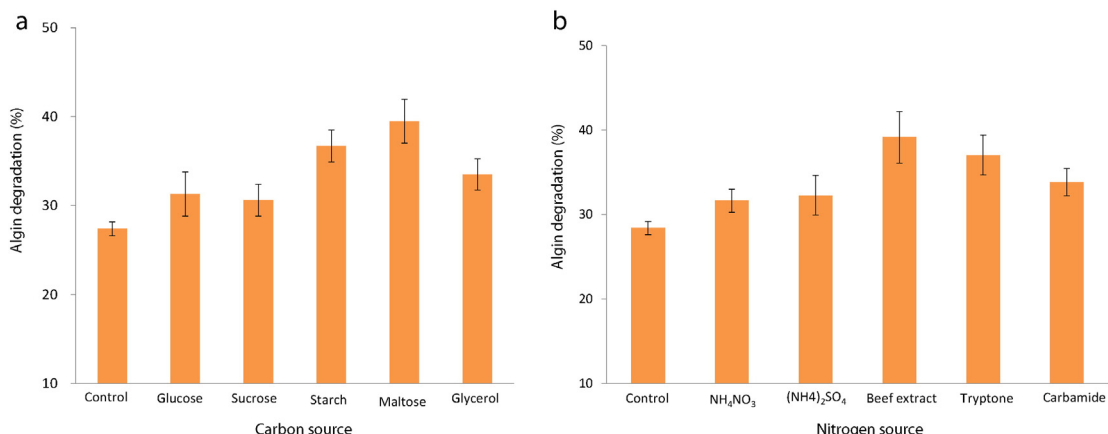 a
50
40
30
20
10
Algin degradation (%)
Control Glucose Sucrose Starch Maltose Glycerol
Carbon source
b
50
40
30
20
10
Algin degradation (%)
Control NH₄NO₃ (NH4)₂SO₄ Beef extract Tryptone Carbamide
Nitrogen source